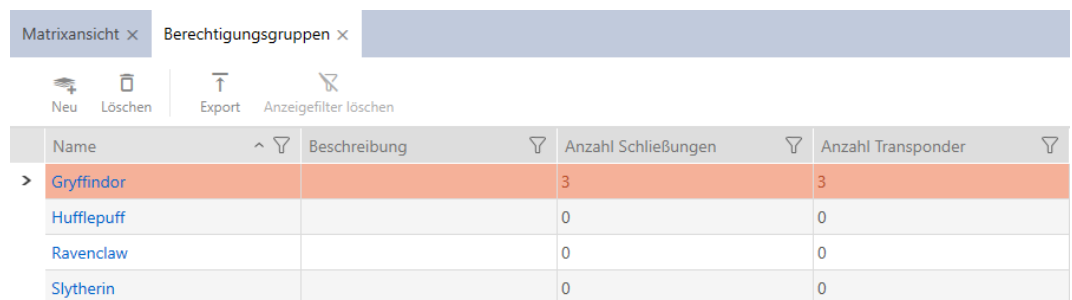 Matrixansicht × Berechtigungsgruppen ×
Neu Löschen Export Anzeigefilter löschen
Name Beschreibung Anzahl Schließungen Anzahl Transponder
Gryffindor 3 3
Hufflepuff 0 0
Ravenclaw 0 0
Slytherin 0 0